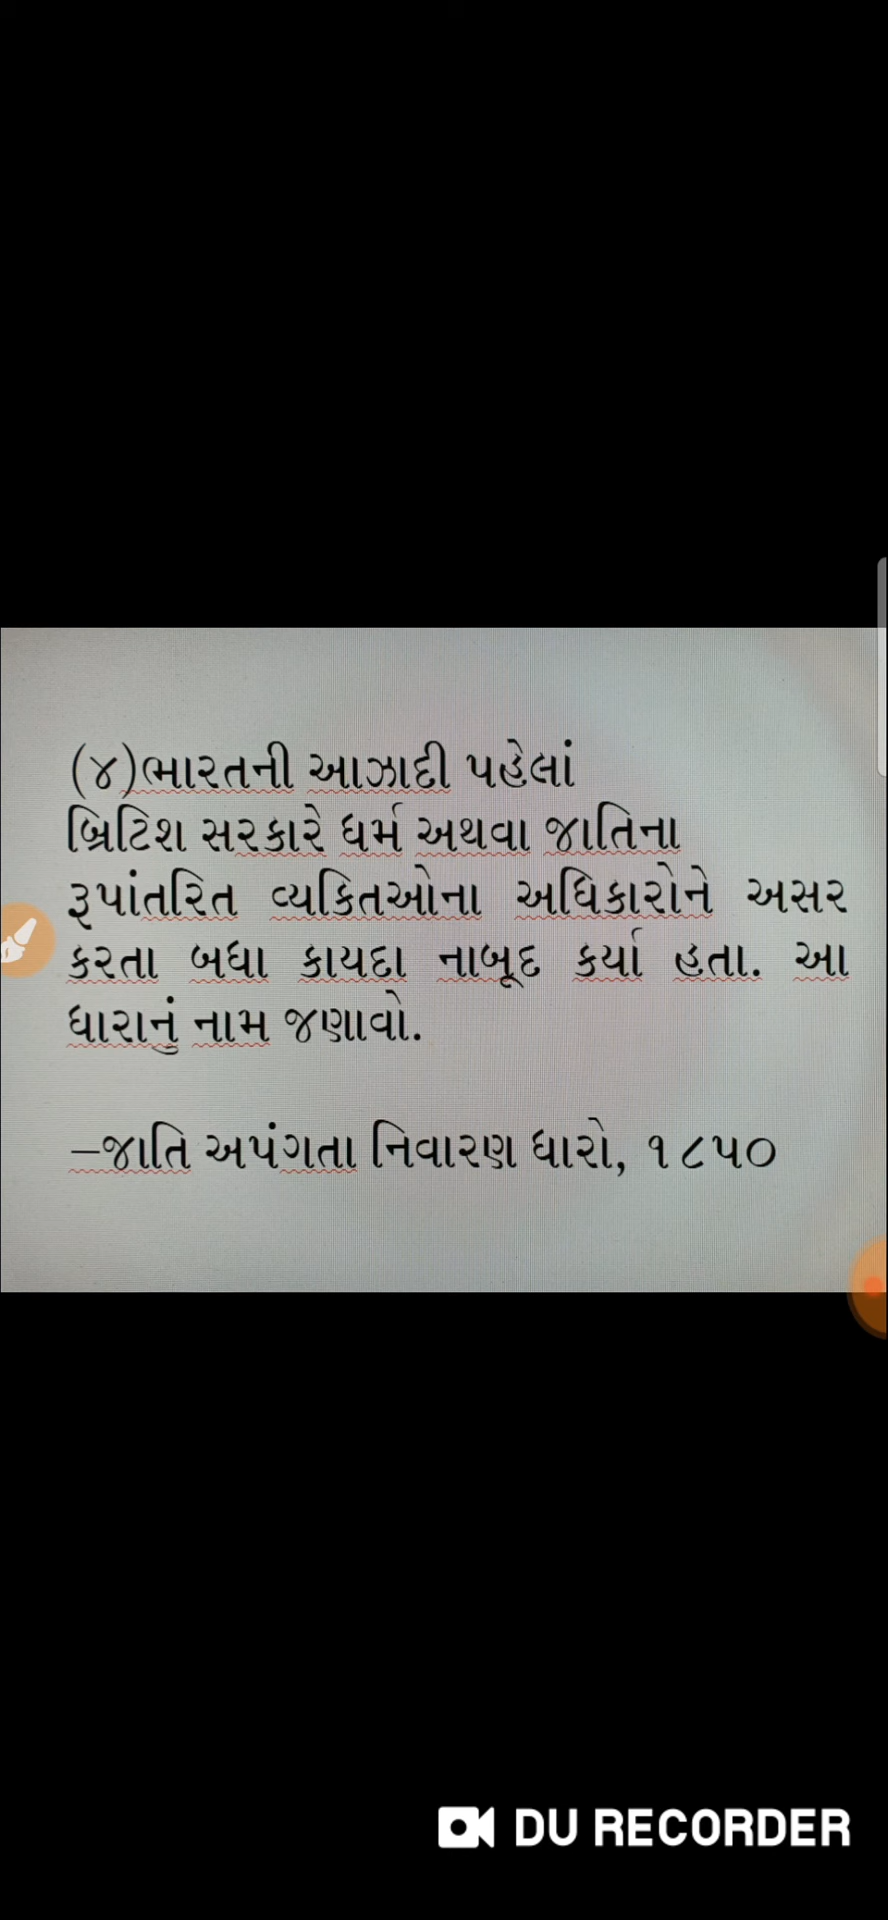 (૪)ભારતની આઝાદી પહેલાં
બ્રિટિશ સરકારે ધર્મ અથવા જાતિના
રૂપાંતરિત વ્યકિતઓના અધિકારોને અસર
કરતા બધા કાયદા નાબૂદ કર્યા હતા. આ
ધારાનું નામ જણાવો.
–જાતિ અપંગતા નિવારણ ધારો, ૧૮૫૦
DU RECORDER